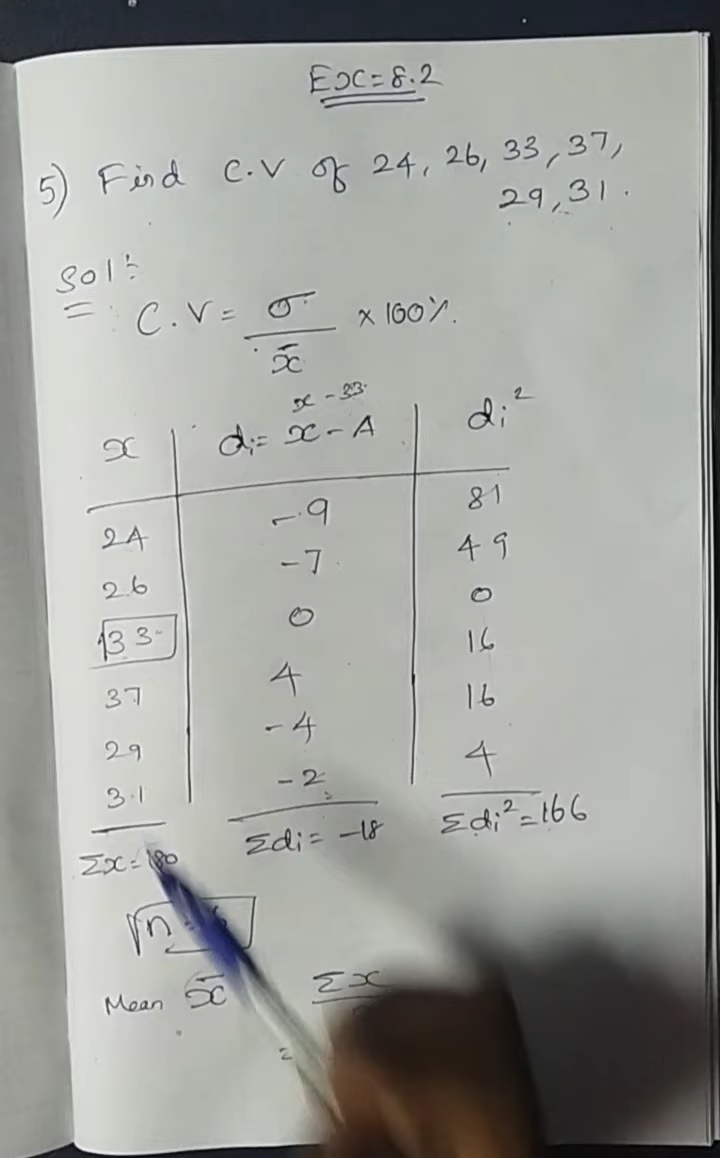 Ex=8.2
5) Find C.V of 24, 26, 33, 37,
29, 31.
Sol:
C.V = σ / x̄ × 100%.
x - 33
x | di = x - A | di²
24 | -9 | 81
26 | -7 | 49
33 | 0 | 0
37 | 4 | 16
29 | -4 | 16
31 | -2 | 4
Σx = 180 Σdi = -18 Σdi² = 166
n
Mean x̄ Σx
=